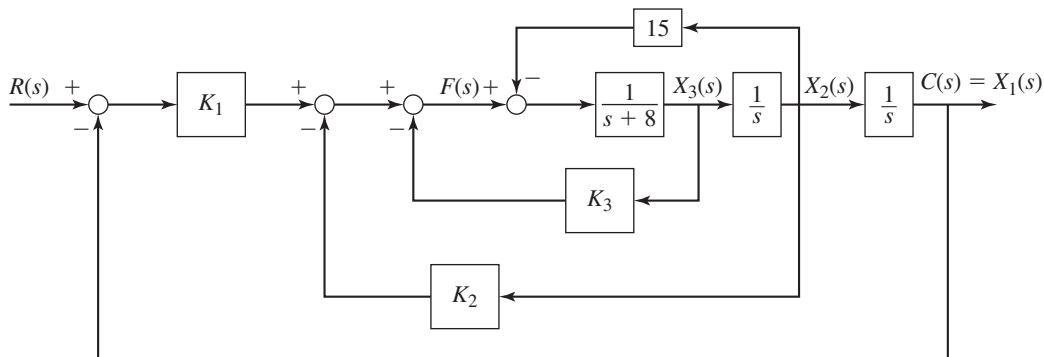 15
R(s) + − K₁ + − + − F(s) + − 1/(s + 8) X₃(s) 1/s X₂(s) 1/s C(s) = X₁(s)
K₃
K₂